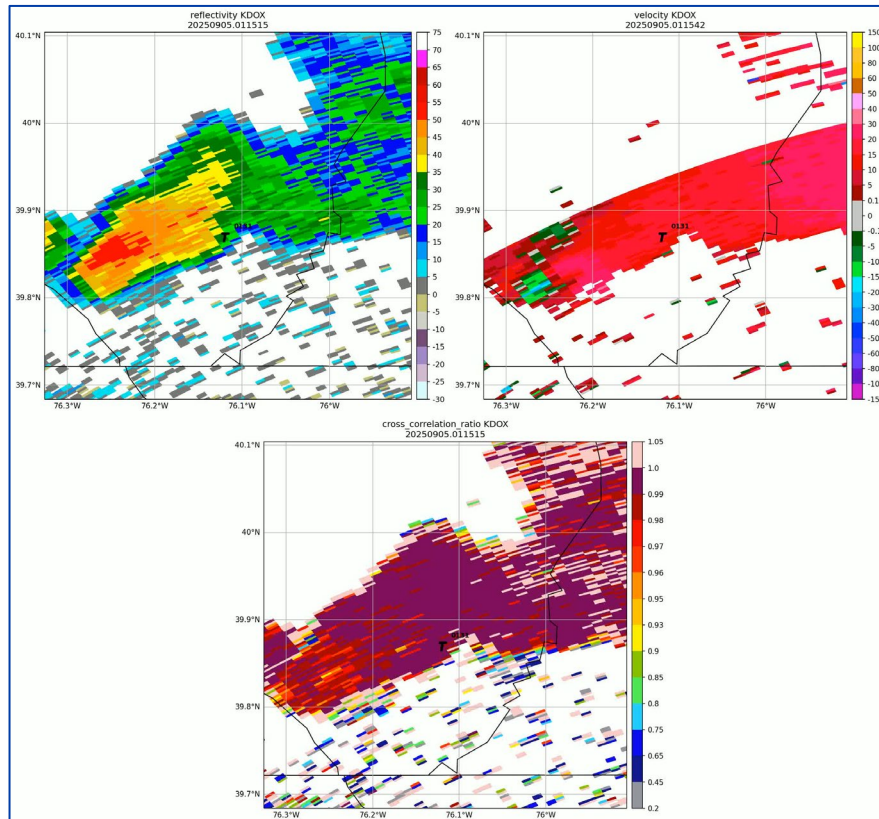 reflectivity KDOX
20250905.011515
40.1°N
40°N
39.9°N
39.8°N
39.7°N
76.3°W
76.2°W
76.1°W
76°W
T 0131
75
70
65
60
55
50
45
40
35
30
25
20
15
10
5
0
-5
-10
-15
-20
-25
-30
velocity KDOX
20250905.011542
40.1°N
40°N
39.9°N
39.8°N
39.7°N
76.3°W
76.2°W
76.1°W
76°W
T 0131
150
100
80
60
50
40
30
20
15
10
5
0.1
0
-0.1
-5
-10
-15
-20
-30
-40
-50
-60
-80
-100
-15
cross_correlation_ratio KDOX
20250905.011515
40.1°N
40°N
39.9°N
39.8°N
39.7°N
76.3°W
76.2°W
76.1°W
76°W
T 0131
1.05
1.0
0.99
0.98
0.97
0.96
0.95
0.93
0.9
0.85
0.8
0.75
0.65
0.45
0.2